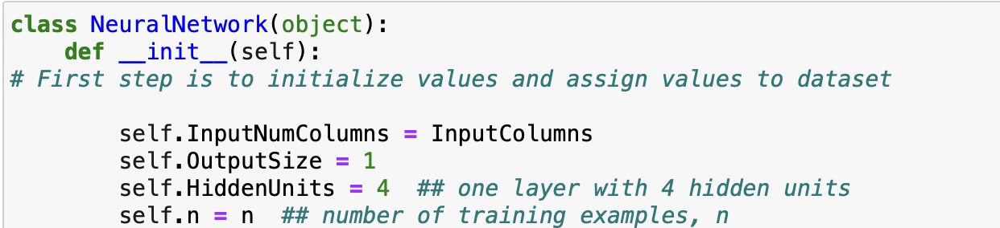 class NeuralNetwork(object):
    def __init__(self):
# First step is to initialize values and assign values to dataset
        self.InputNumColumns = InputColumns
        self.OutputSize = 1
        self.HiddenUnits = 4  ## one layer with 4 hidden units
        self.n = n  ## number of training examples, n